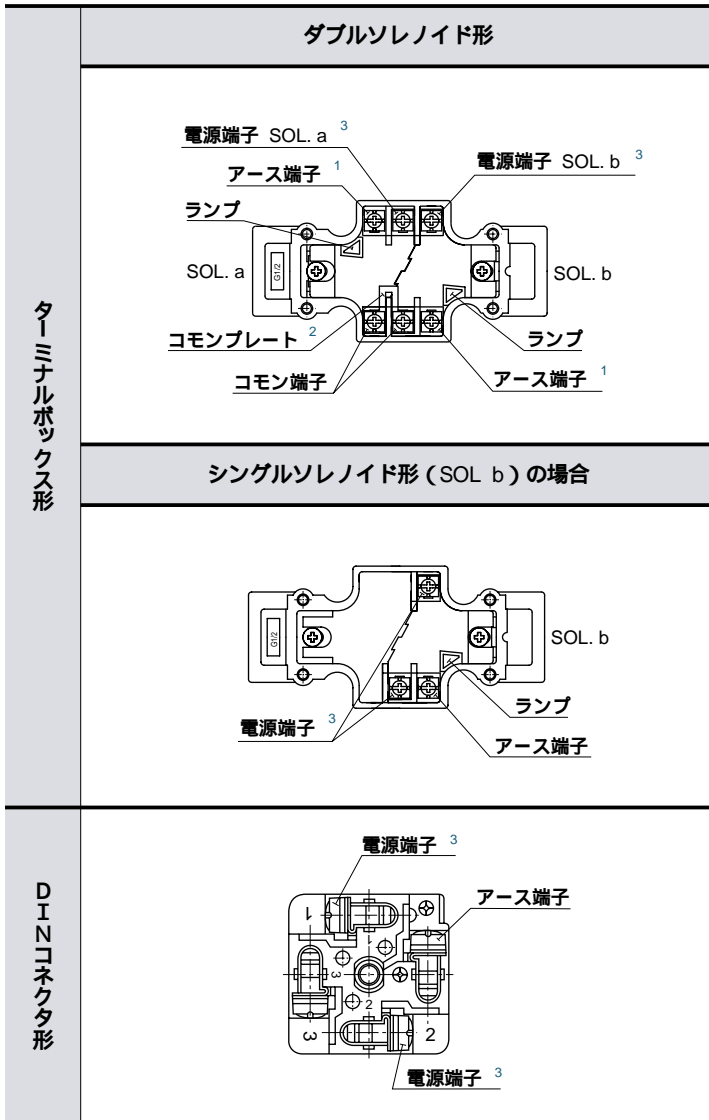 ターミナルボックス形
ダブルソレノイド形
電源端子 SOL. a 3
電源端子 SOL. b 3
アース端子 1
ランプ
SOL. a
G1/2
SOL. b
コモンプレート 2
ランプ
コモン端子
アース端子 1
シングルソレノイド形(SOL b)の場合
G1/2
SOL. b
ランプ
電源端子 3
アース端子
DINコネクタ形
電源端子 3
アース端子
1
1
3
2
3
2
電源端子 3